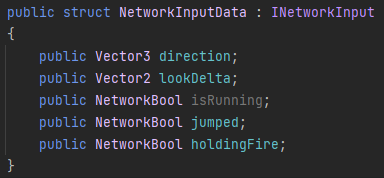 public struct NetworkInputData : INetworkInput
{
    public Vector3 direction;
    public Vector2 lookDelta;
    public NetworkBool isRunning;
    public NetworkBool jumped;
    public NetworkBool holdingFire;
}